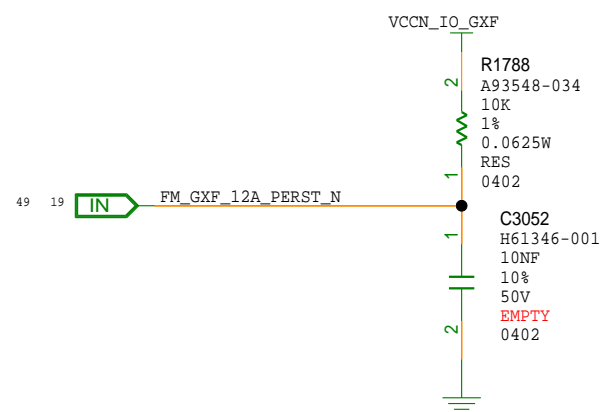 VCCN_IO_GXF
2
R1788
A93548-034
10K
1%
0.0625W
RES
0402
1
49 19 IN FM_GXF_12A_PERST_N
1
C3052
H61346-001
10NF
10%
50V
EMPTY
0402
2